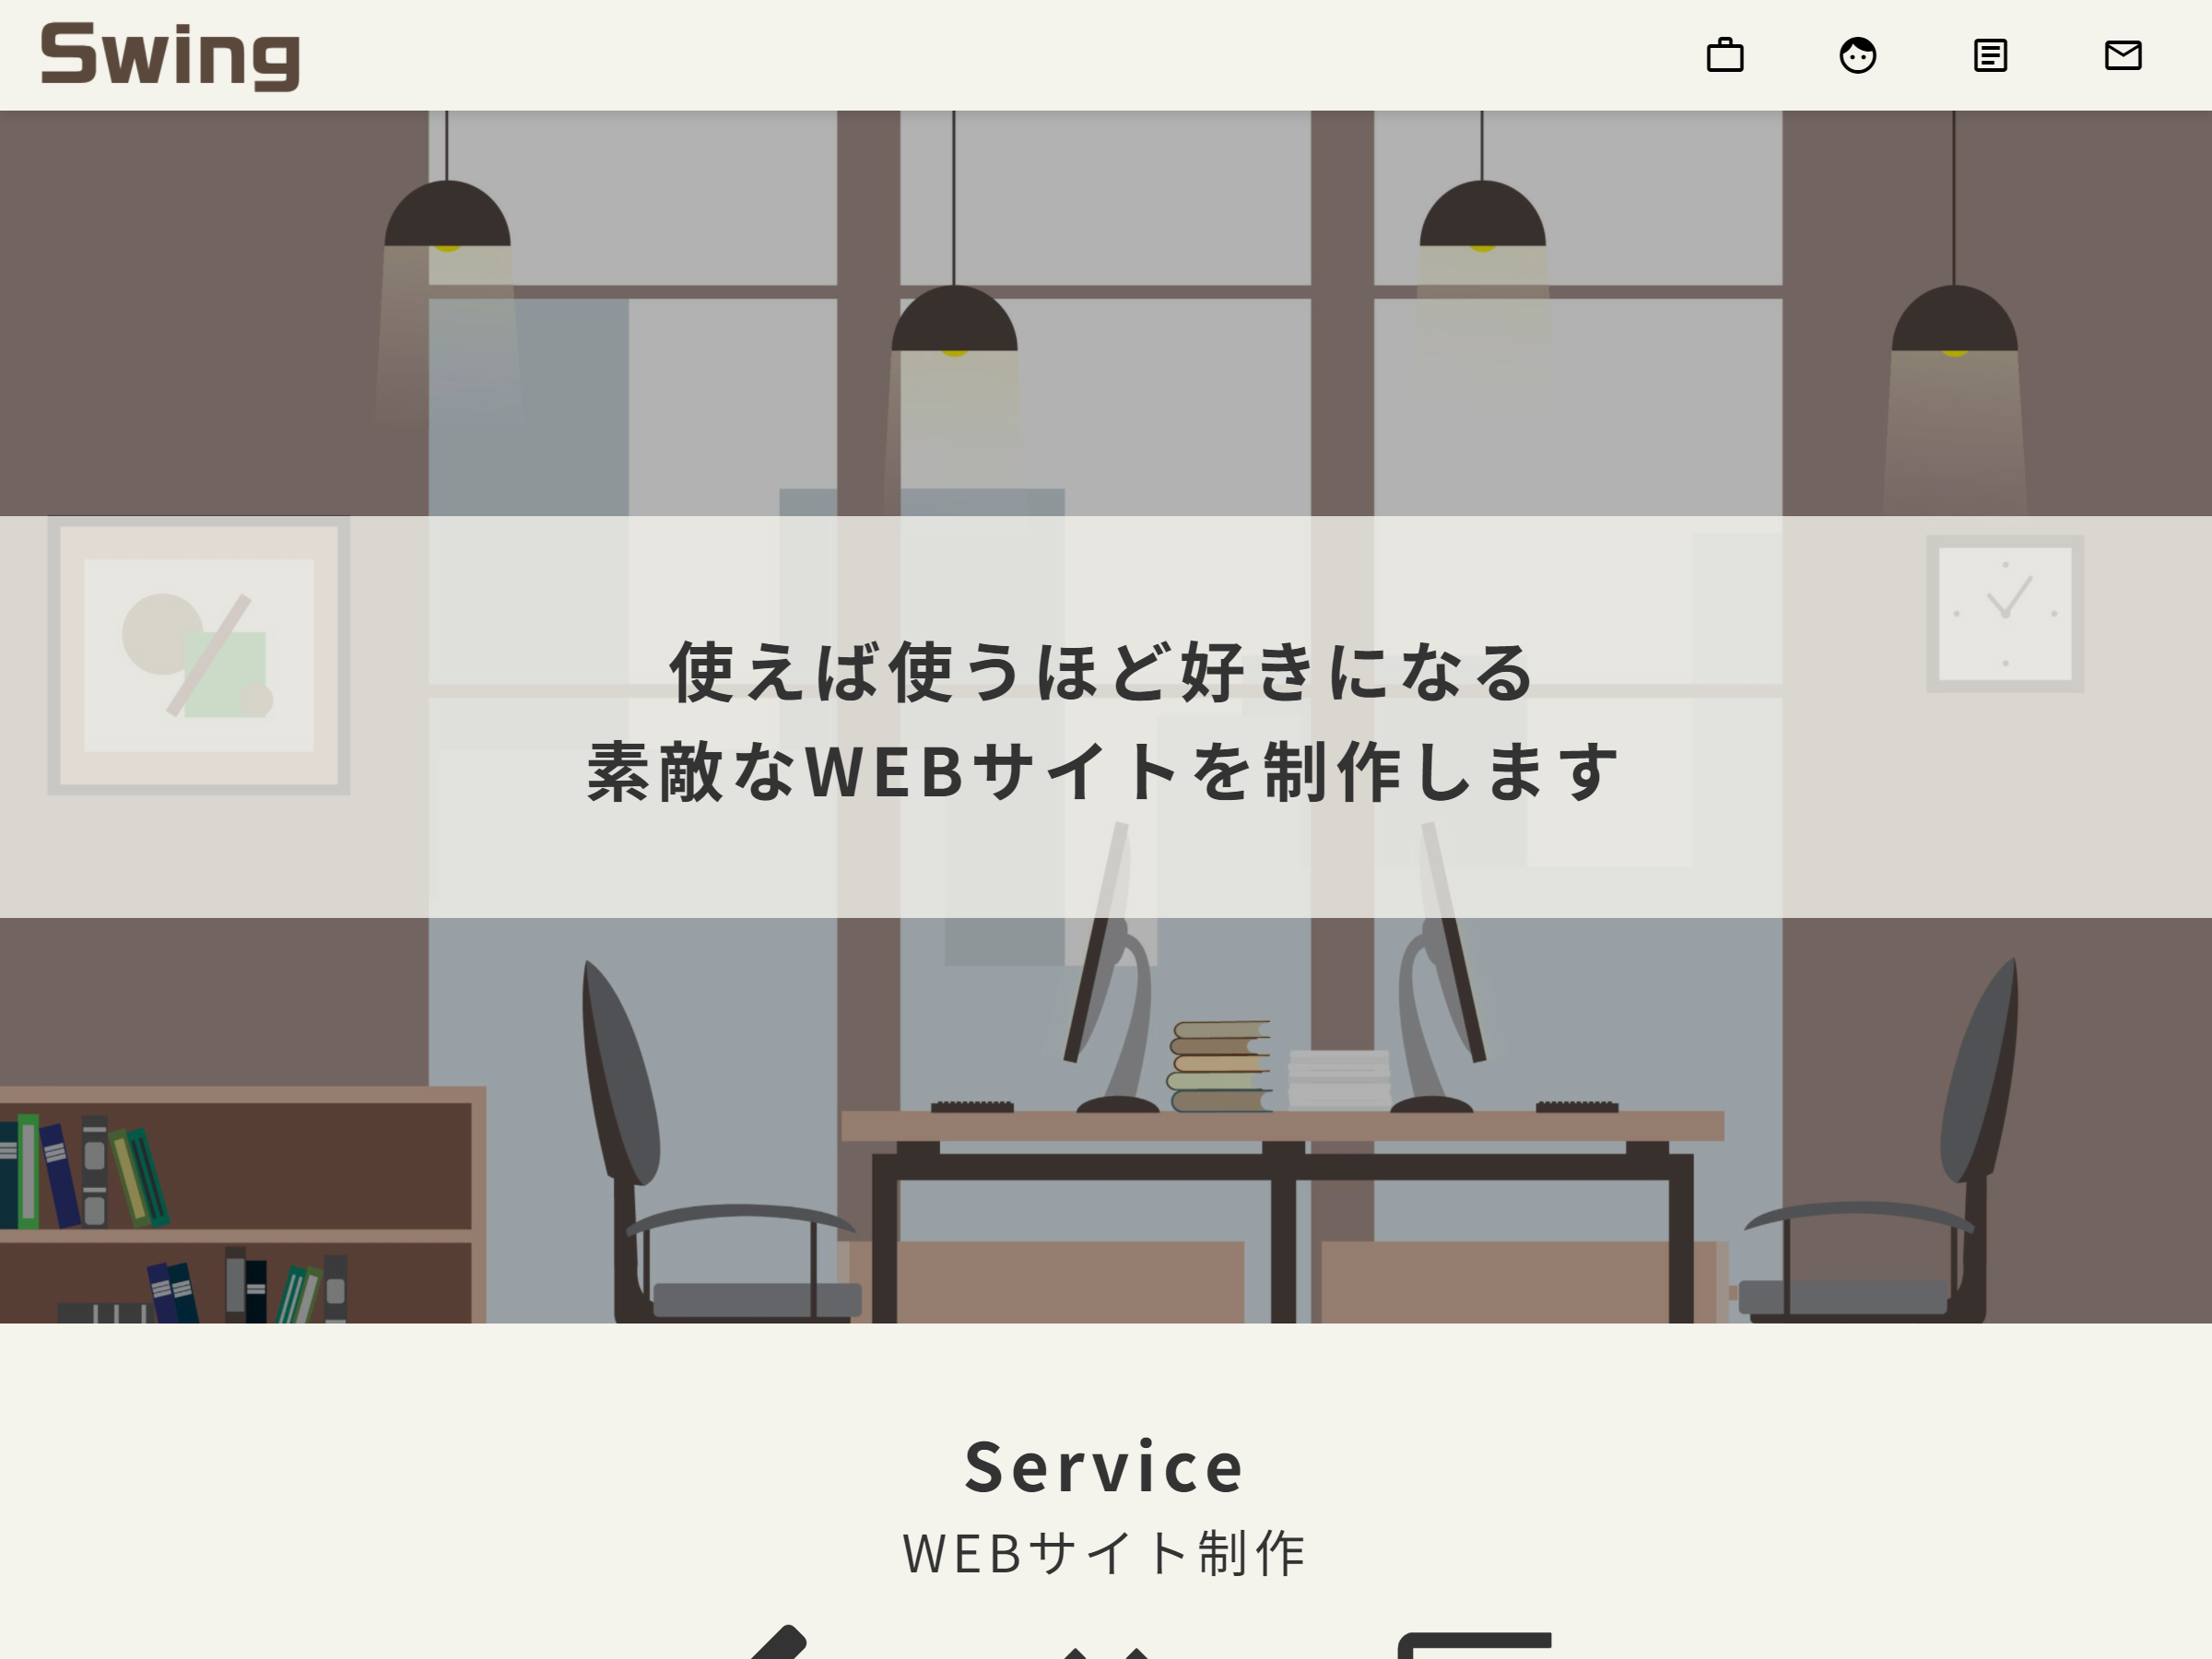 Swing
使えば使うほど好きになる
素敵なWEBサイトを制作します
Service
WEBサイト制作